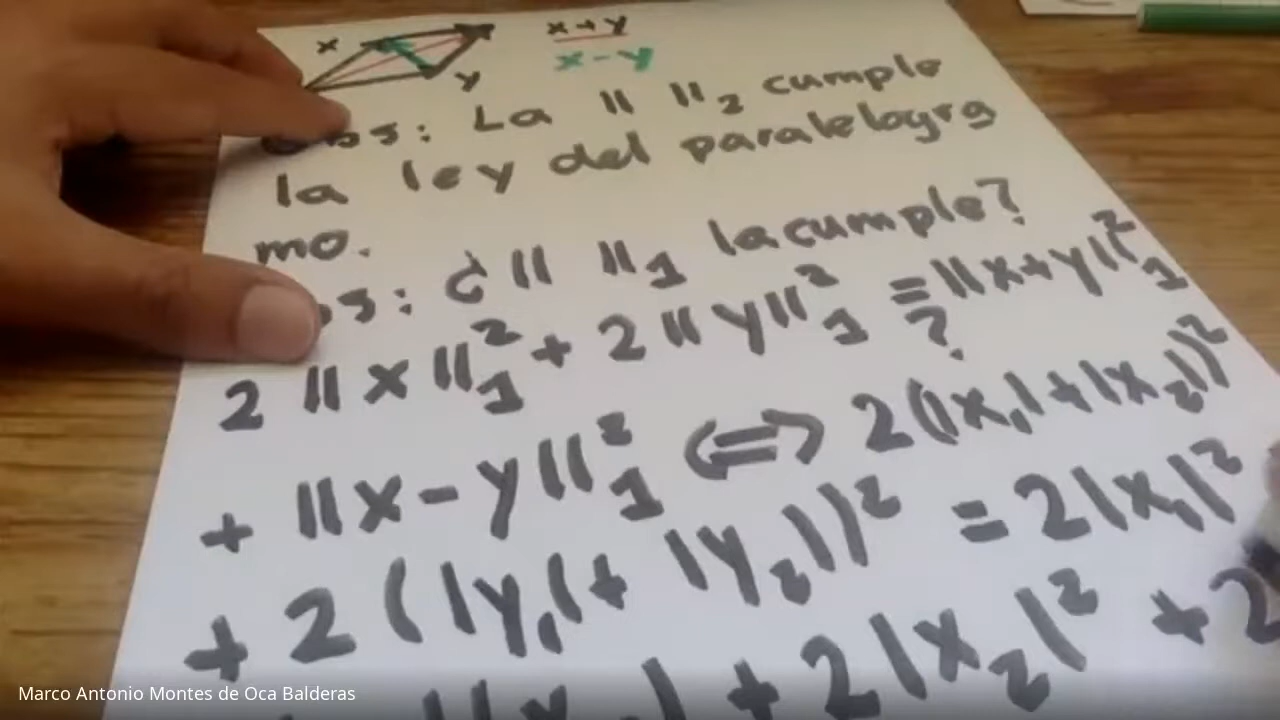 x
x+y
x-y
y
Obs: La || ||₂ cumple
la ley del paralelogra
mo.
Obs: ¿|| ||₁ la cumple?
2||x||₁² + 2||y||₁² = ||x+y||₁²
?
+ ||x-y||₁² ⟺ 2(|x₁|+|x₂|)²
+ 2(|y₁|+|y₂|)² = 2|x₁|²
+ 2|x₂|² + 2
Marco Antonio Montes de Oca Balderas